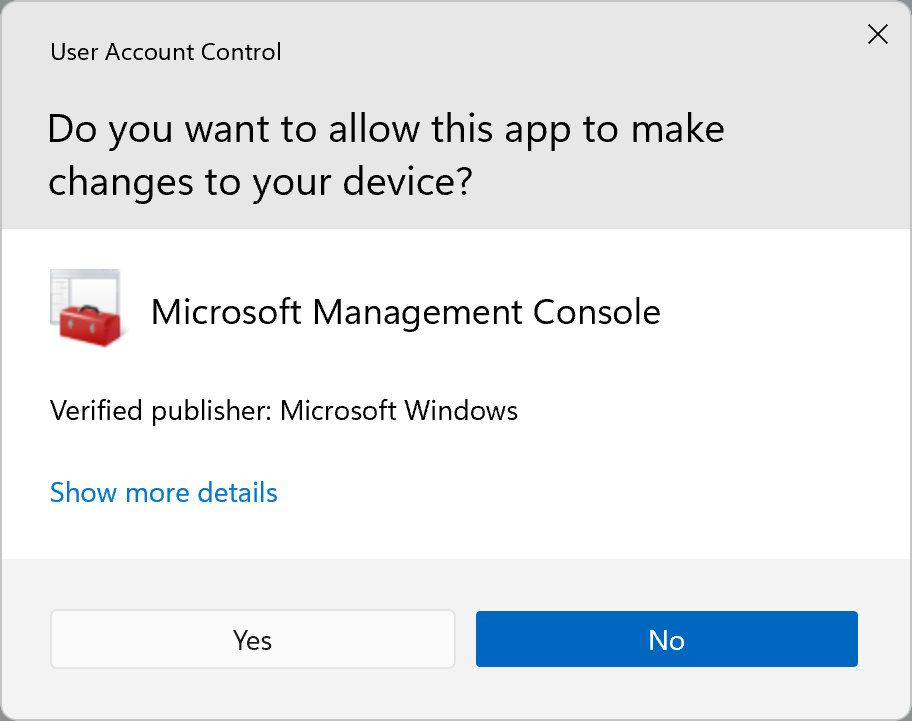 User Account Control
Do you want to allow this app to make
changes to your device?
Microsoft Management Console
Verified publisher: Microsoft Windows
Show more details
Yes
No